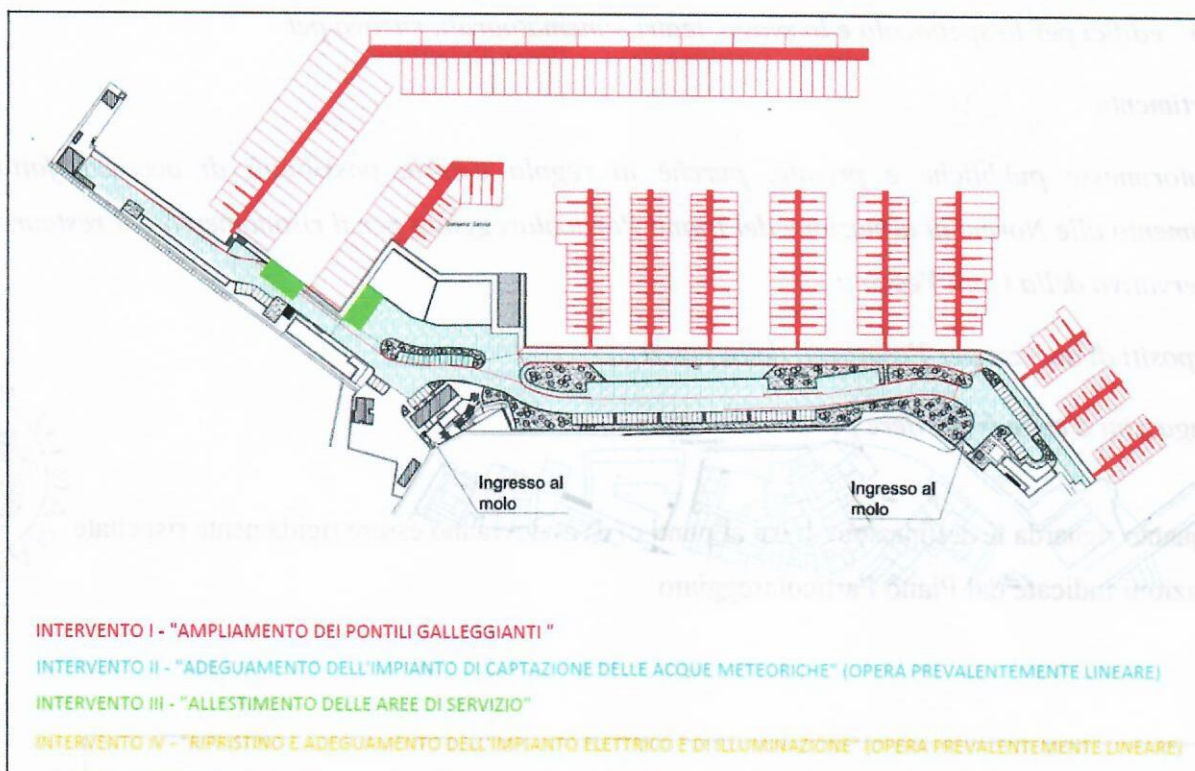 Ingresso al
molo
Ingresso al
molo
INTERVENTO I - "AMPLIAMENTO DEI PONTILI GALLEGGIANTI "
INTERVENTO II - "ADEGUAMENTO DELL'IMPIANTO DI CAPTAZIONE DELLE ACQUE METEORICHE" (OPERA PREVALENTEMENTE LINEARE)
INTERVENTO III - "ALLESTIMENTO DELLE AREE DI SERVIZIO"
INTERVENTO IV - "RIPRISTINO E ADEGUAMENTO DELL'IMPIANTO ELETTRICO E DI ILLUMINAZIONE" (OPERA PREVALENTEMENTE LINEARE)